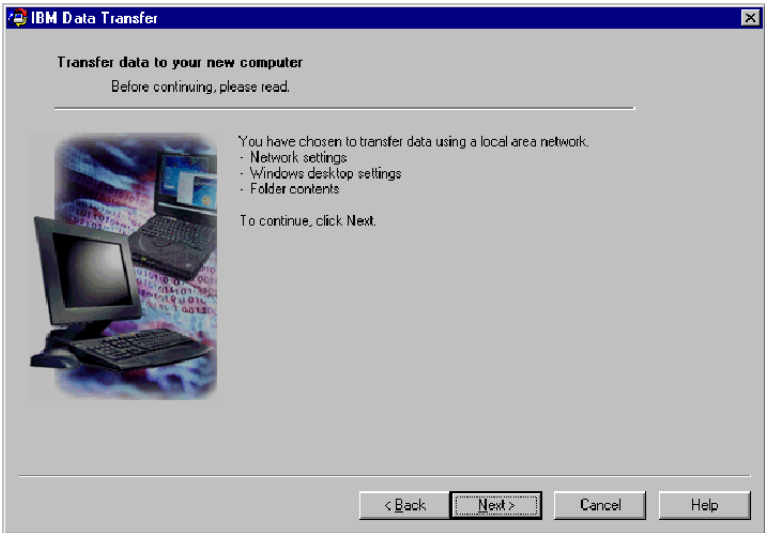 IBM Data Transfer
Transfer data to your new computer
Before continuing, please read.
You have chosen to transfer data using a local area network.
- Network settings
- Windows desktop settings
- Folder contents
To continue, click Next.
< Back Next > Cancel Help